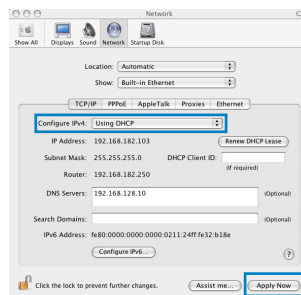 Network
Show All Displays Sound Network Startup Disk
Location: Automatic
Show: Built-in Ethernet
TCP/IP PPPoE AppleTalk Proxies Ethernet
Configure IPv4: Using DHCP
IP Address: 192.168.182.103 Renew DHCP Lease
Subnet Mask: 255.255.255.0 DHCP Client ID:
(If required)
Router: 192.168.182.250
DNS Servers: 192.168.128.10 (Optional)
Search Domains: (Optional)
IPv6 Address: fe80:0000:0000:0000:0211:24ff:fe32:b18e
Configure IPv6... ?
Click the lock to prevent further changes. Assist me... Apply Now